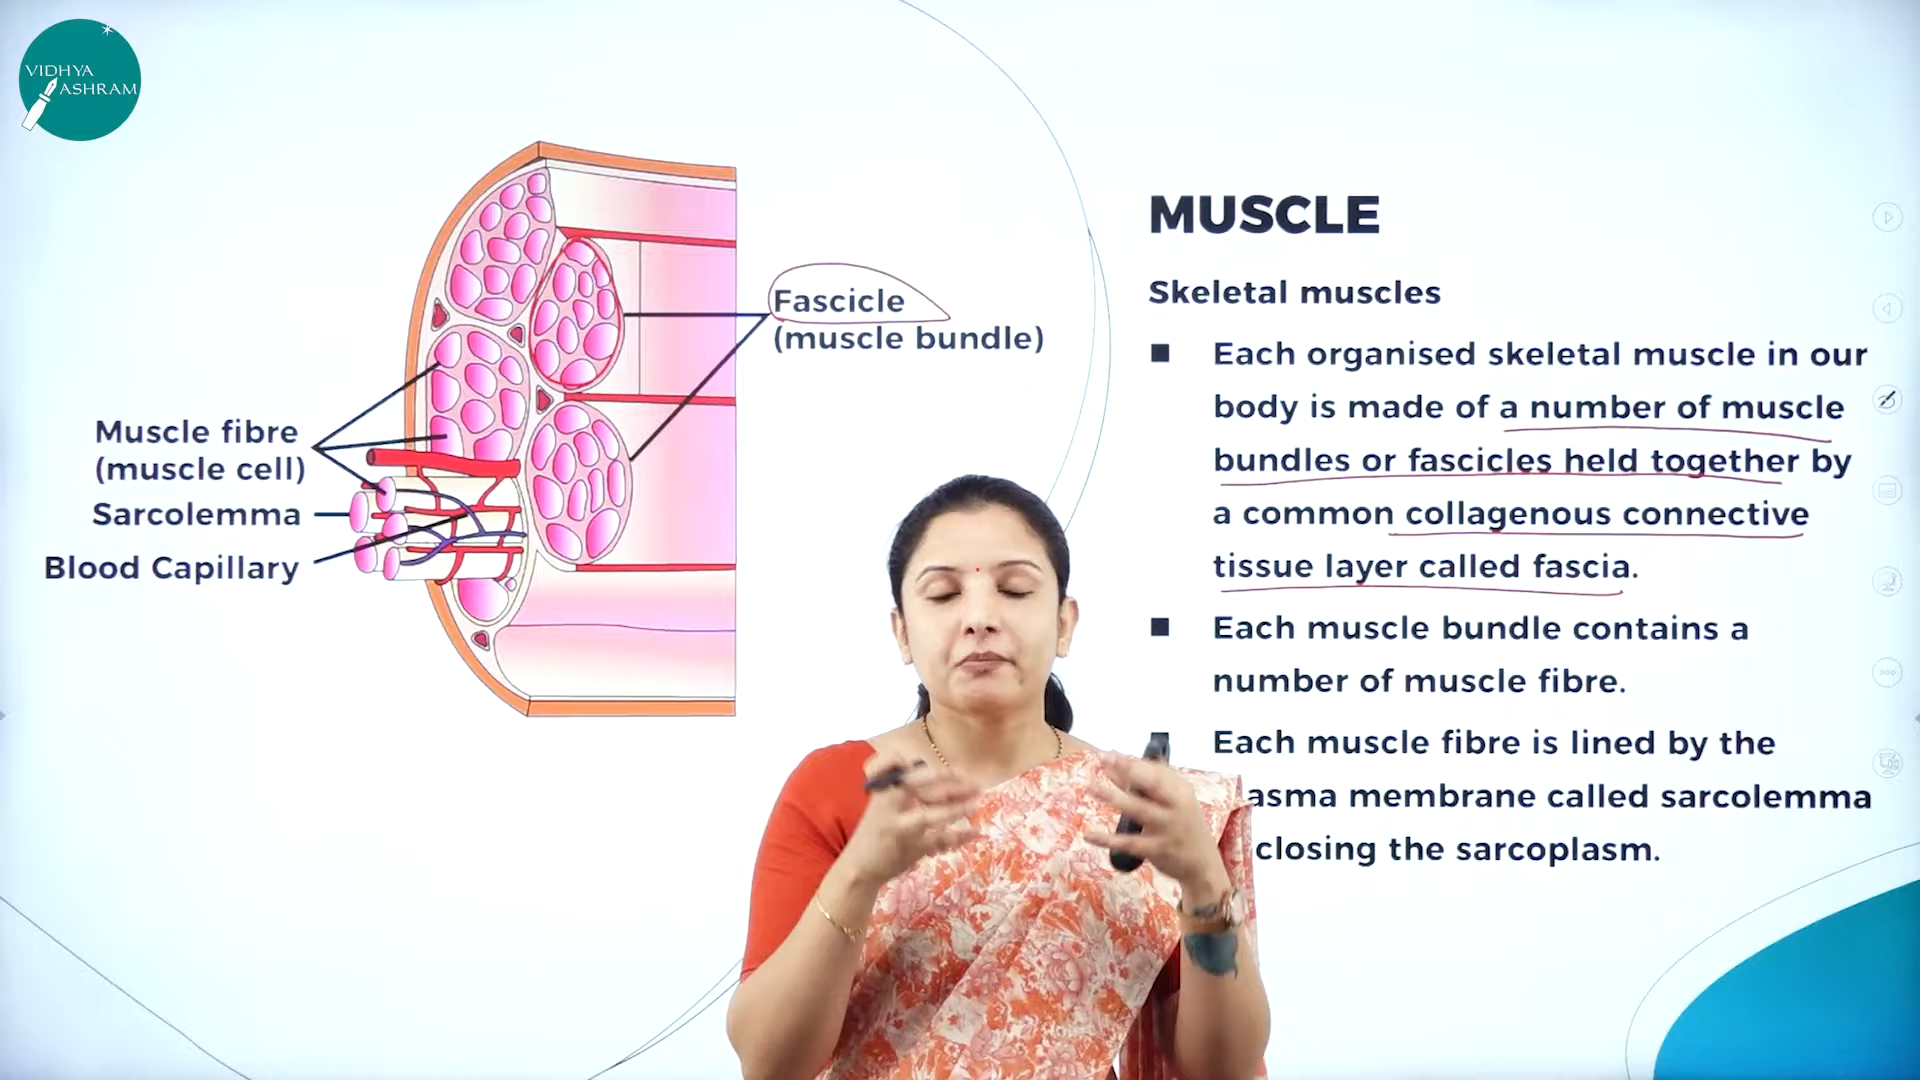 VIDHYA
ASHRAM
Fascicle
(muscle bundle)
Muscle fibre
(muscle cell)
Sarcolemma
Blood Capillary
MUSCLE
Skeletal muscles
Each organised skeletal muscle in our
body is made of a number of muscle
bundles or fascicles held together by
a common collagenous connective
tissue layer called fascia.
Each muscle bundle contains a
number of muscle fibre.
Each muscle fibre is lined by the
membrane called sarcolemma
the sarcoplasm.